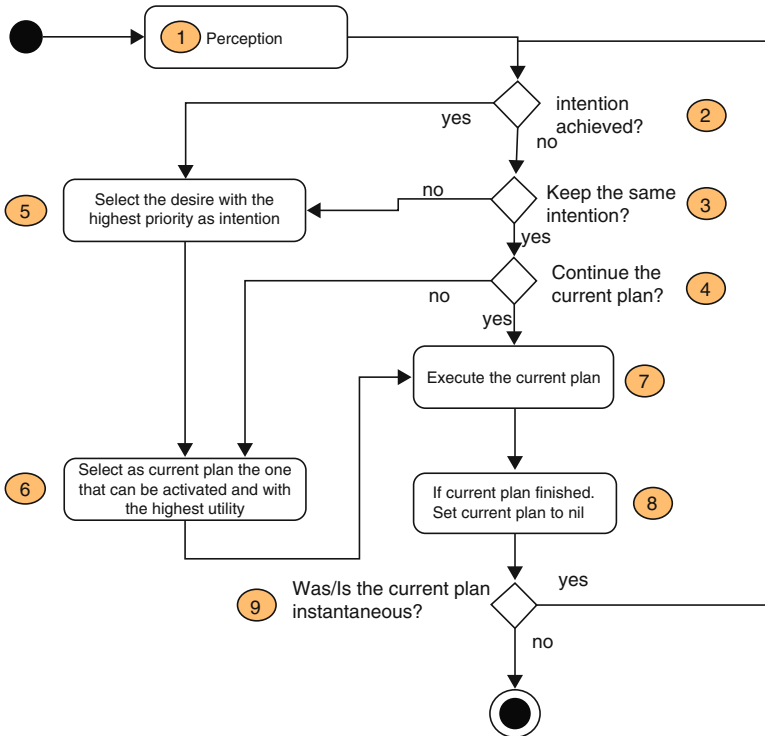 1 Perception
intention
achieved?
2
yes
no
5
Select the desire with the
highest priority as intention
no
Keep the same
intention?
3
yes
Continue the
current plan?
4
no
yes
Execute the current plan
7
6
Select as current plan the one
that can be activated and with
the highest utility
If current plan finished.
Set current plan to nil
8
9
Was/Is the current plan
instantaneous?
yes
no